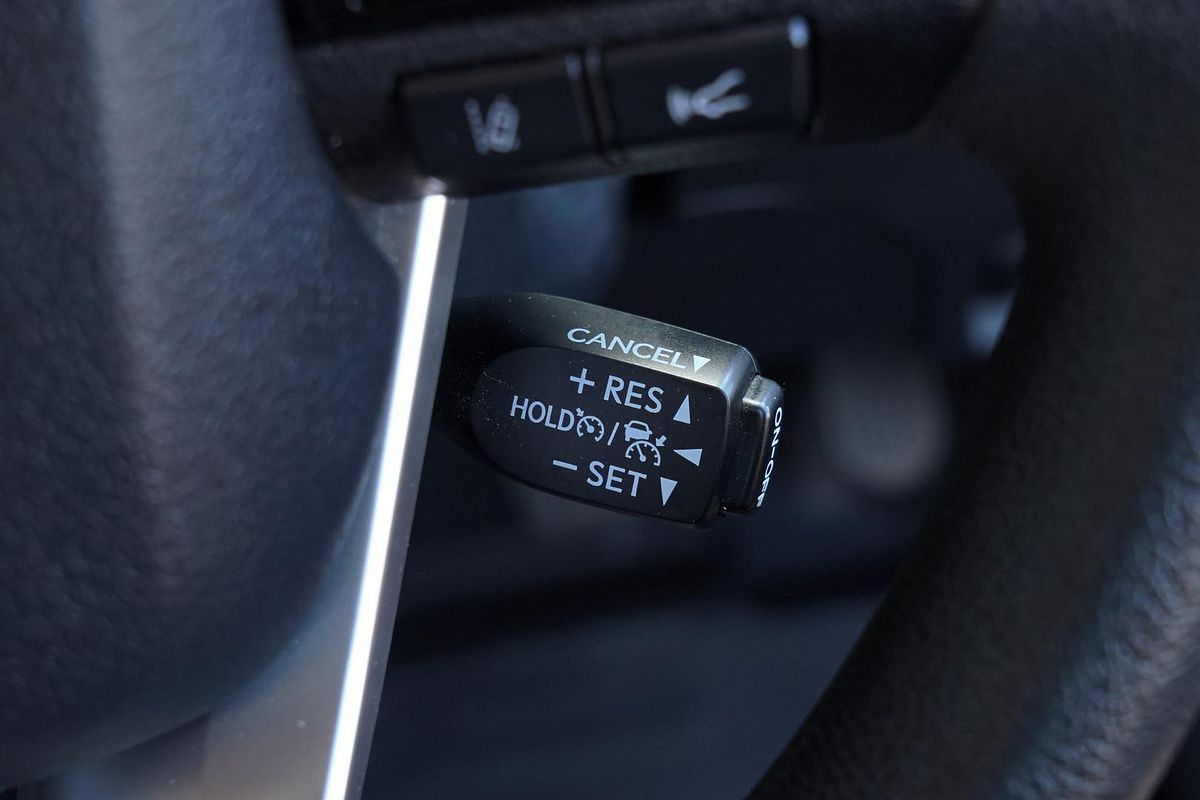 CANCEL▼
+ RES ▲
HOLD / ◀
− SET ▼
ON-OFF